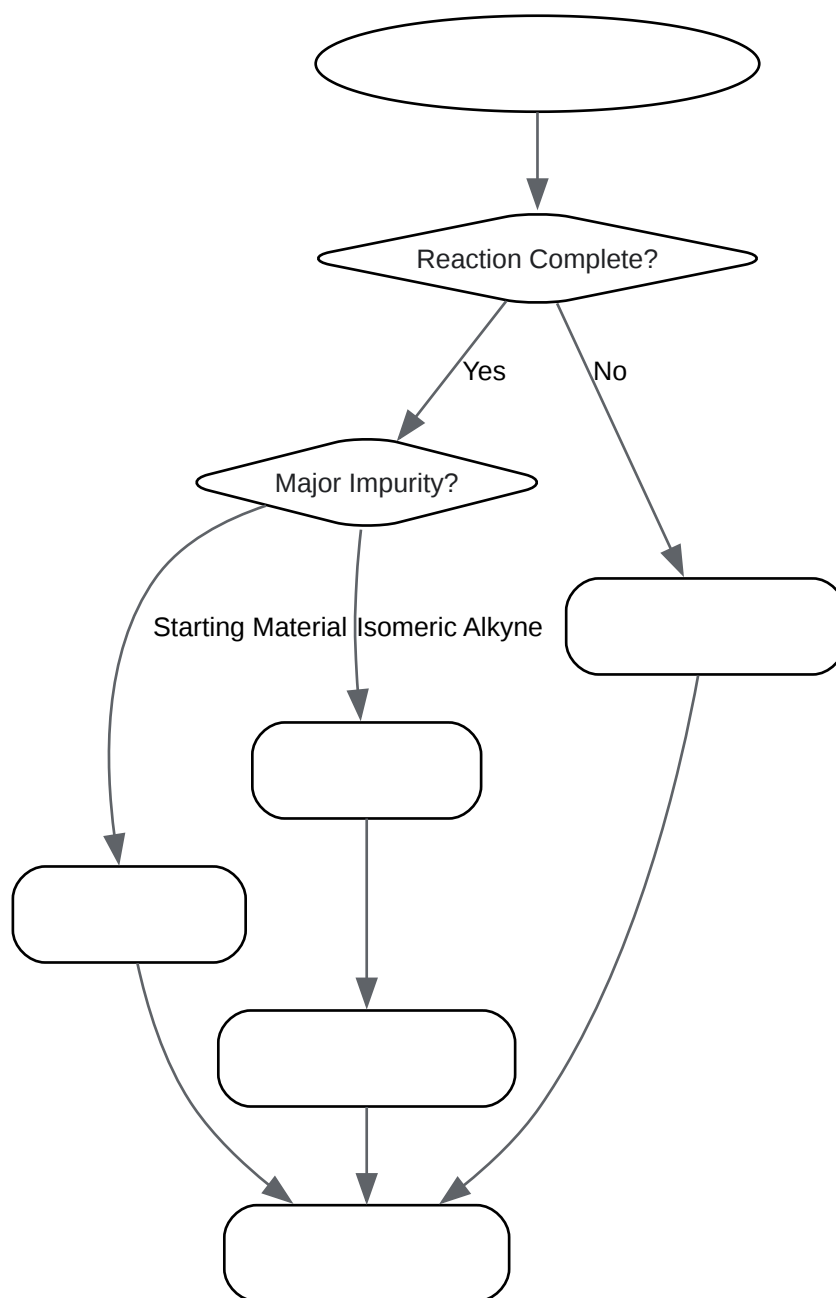 Reaction Complete?
Yes
No
Major Impurity?
Starting Material
Isomeric Alkyne